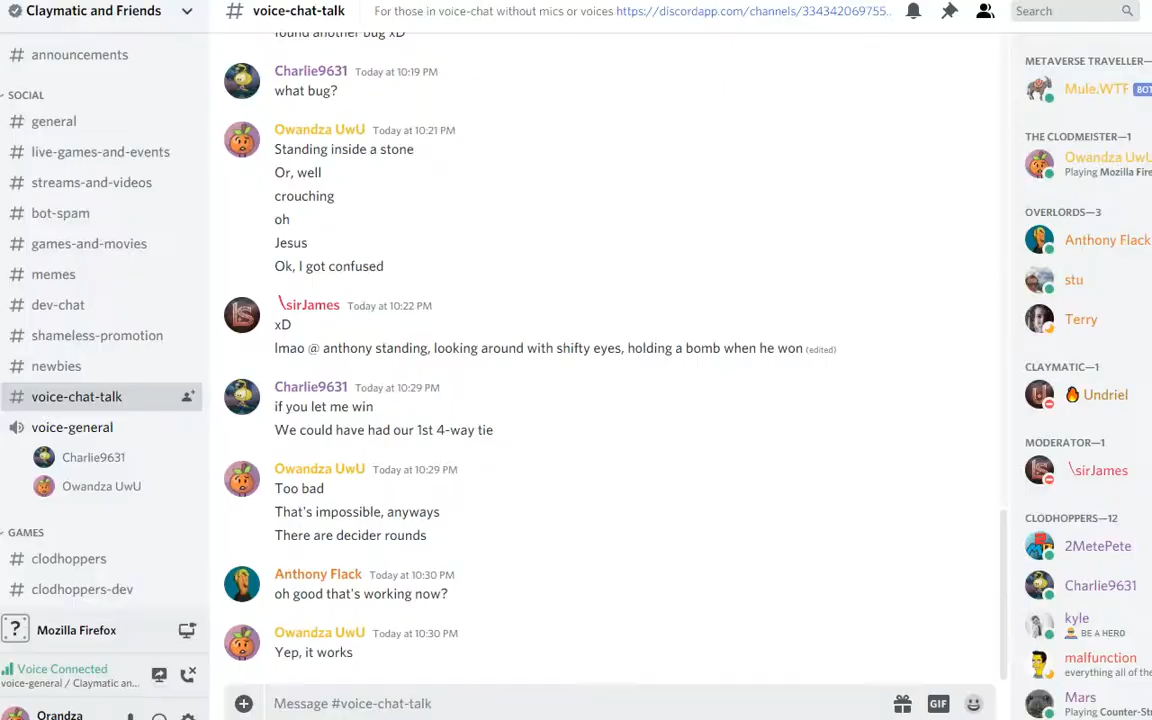 Claymatic and Friends
# announcements
SOCIAL
# general
# live-games-and-events
# streams-and-videos
# bot-spam
# games-and-movies
# memes
# dev-chat
# shameless-promotion
# newbies
# voice-chat-talk
voice-general
Charlie9631
Owandza UwU
GAMES
# clodhoppers
# clodhoppers-dev
? Mozilla Firefox
Voice Connected
voice-general / Claymatic an...
Orandza
# voice-chat-talk For those in voice-chat without mics or voices https://discordapp.com/channels/334342069755..
found another bug xD
Charlie9631 Today at 10:19 PM
what bug?
Owandza UwU Today at 10:21 PM
Standing inside a stone
Or, well
crouching
oh
Jesus
Ok, I got confused
\sirJames Today at 10:22 PM
xD
lmao @ anthony standing, looking around with shifty eyes, holding a bomb when he won (edited)
Charlie9631 Today at 10:29 PM
if you let me win
We could have had our 1st 4-way tie
Owandza UwU Today at 10:29 PM
Too bad
That's impossible, anyways
There are decider rounds
Anthony Flack Today at 10:30 PM
oh good that's working now?
Owandza UwU Today at 10:30 PM
Yep, it works
Message #voice-chat-talk
GIF
Search
METAVERSE TRAVELLER—
Mule.WTF BOT
THE CLODMEISTER—1
Owandza UwU
Playing Mozilla Fire
OVERLORDS—3
Anthony Flack
stu
Terry
CLAYMATIC—1
Undriel
MODERATOR—1
\sirJames
CLODHOPPERS—12
2MetePete
Charlie9631
kyle
BE A HERO
malfunction
everything all of the
Mars
Playing Counter-Str